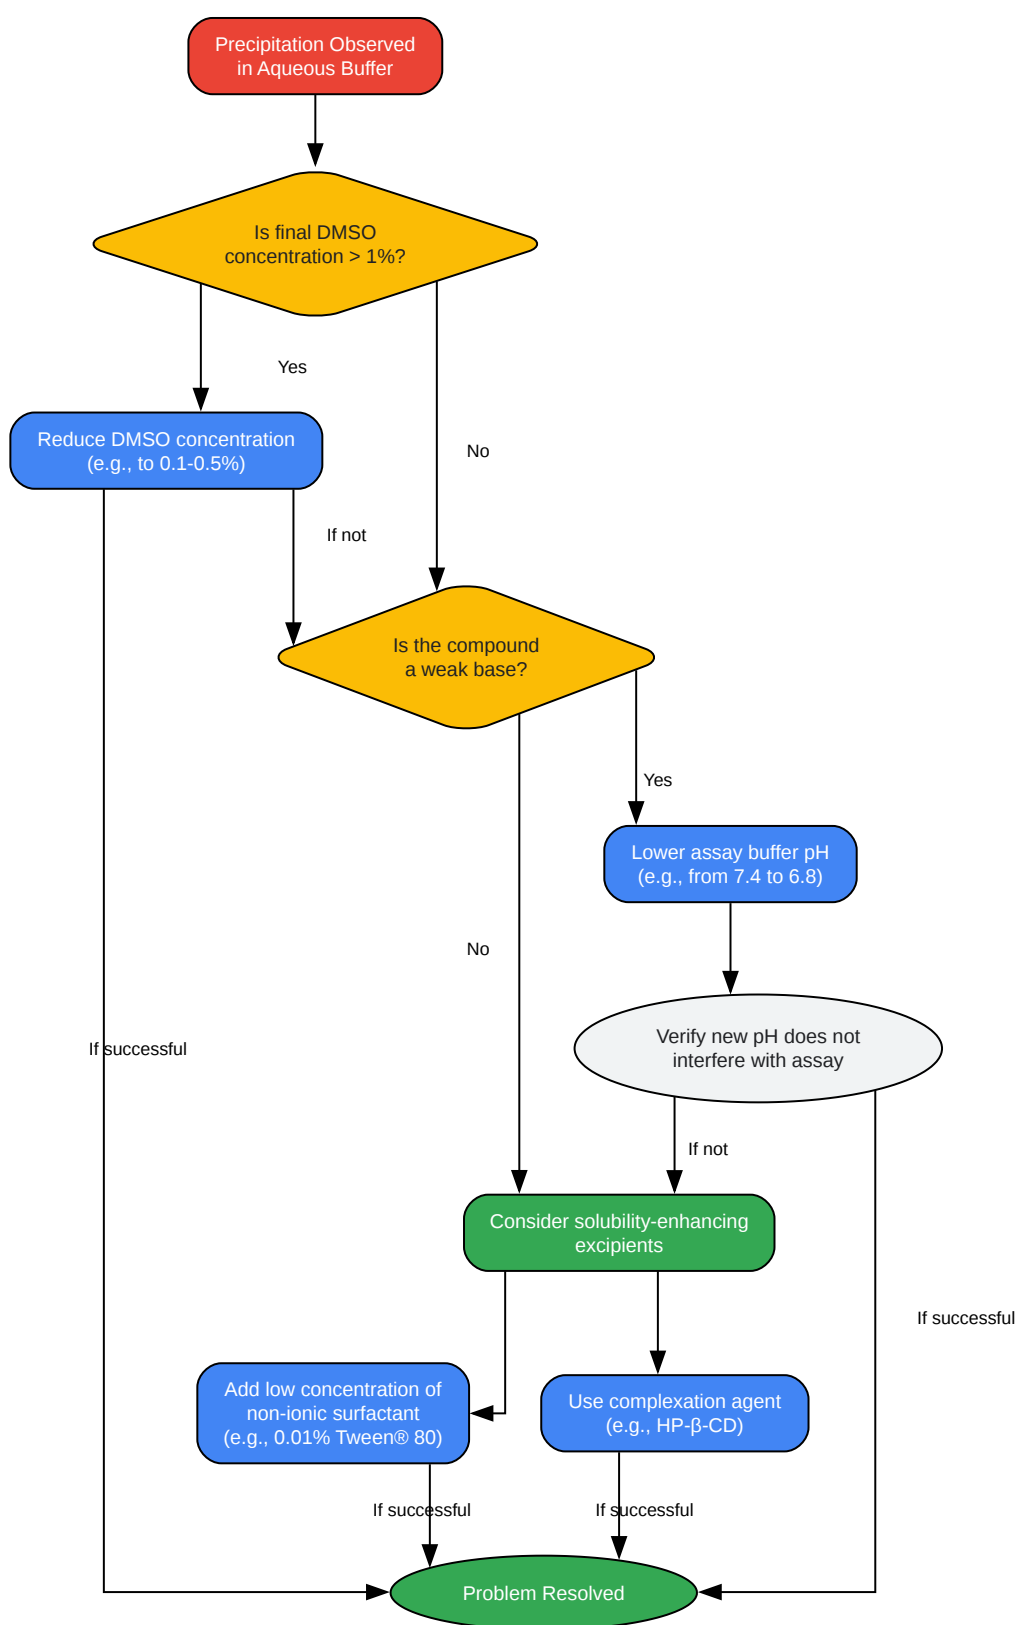 Precipitation Observed
in Aqueous Buffer
Is final DMSO
concentration > 1%?
Yes
Reduce DMSO concentration
(e.g., to 0.1-0.5%)
No
If not
Is the compound
a weak base?
Yes
Lower assay buffer pH
(e.g., from 7.4 to 6.8)
No
Verify new pH does not
interfere with assay
If successful
If not
Consider solubility-enhancing
excipients
If successful
Add low concentration of
non-ionic surfactant
(e.g., 0.01% Tween® 80)
Use complexation agent
(e.g., HP-β-CD)
If successful
If successful
Problem Resolved